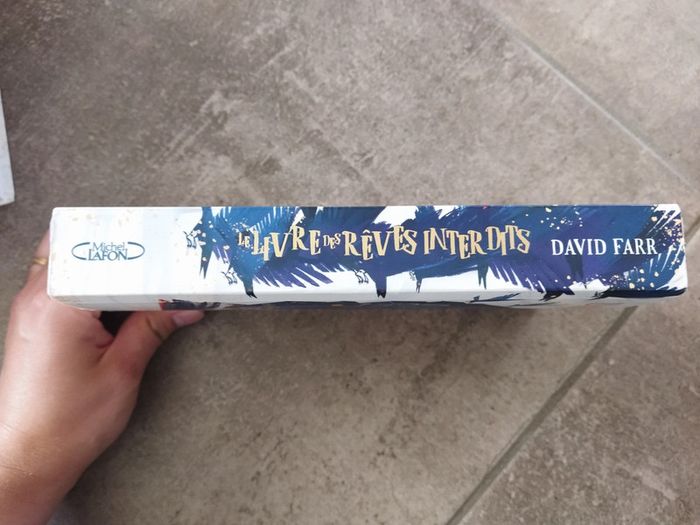 Michel
LAFON
LE LIVRE DES RÊVES INTERDITS
DAVID FARR